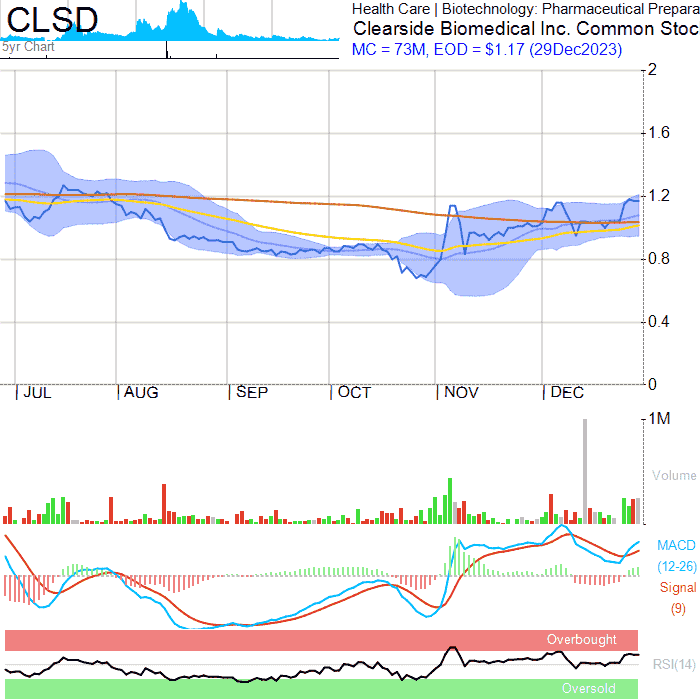 CLSD
5yr Chart
Health Care | Biotechnology: Pharmaceutical Prepara
Clearside Biomedical Inc. Common Stoc
MC = 73M, EOD = $1.17 (29Dec2023)
2
1.6
1.2
0.8
0.4
0
JUL
AUG
SEP
OCT
NOV
DEC
1M
Volume
MACD
(12-26)
Signal
(9)
Overbought
RSI(14)
Oversold